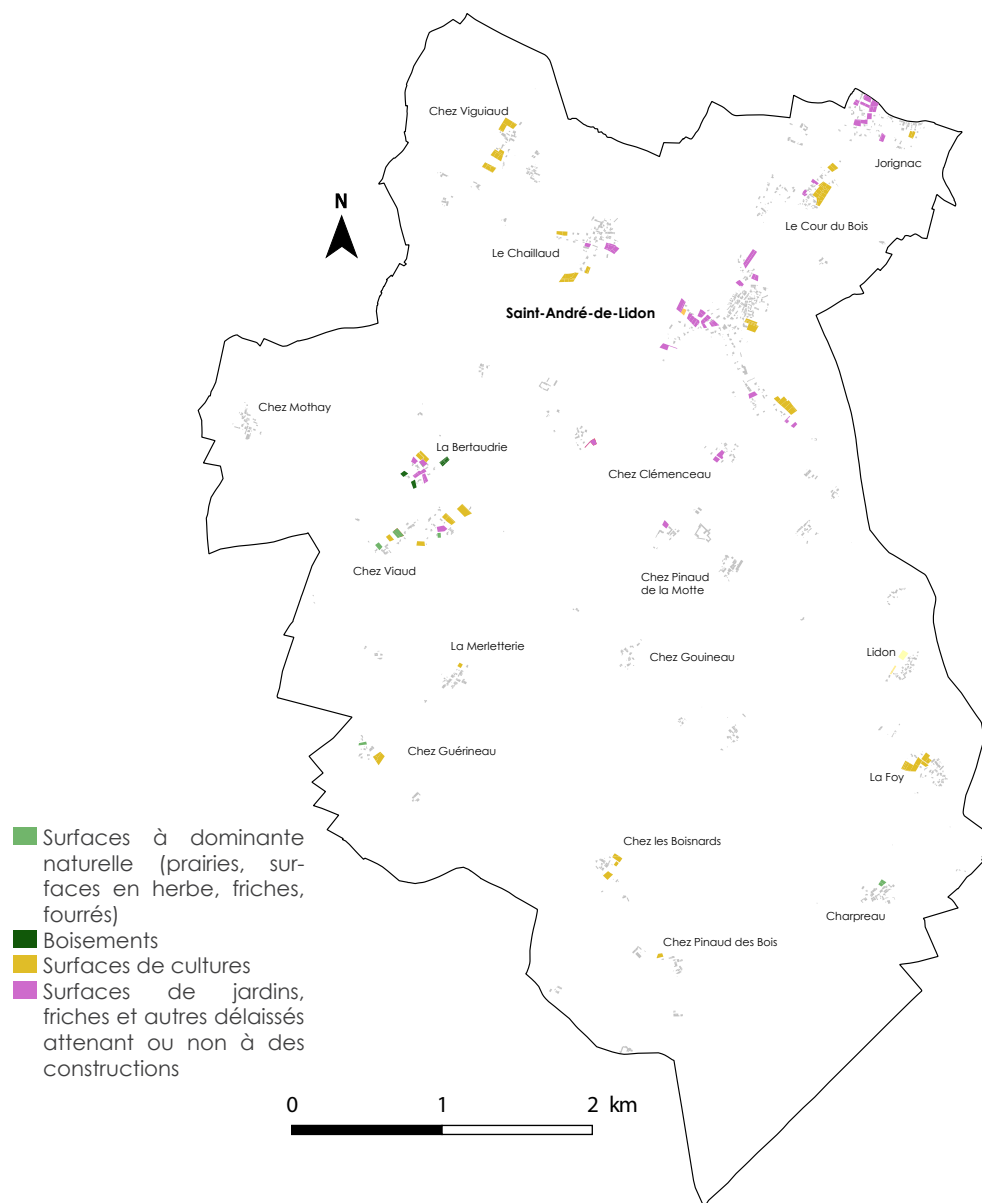 Chez Viguiaud
Jorignac
N
Le Cour du Bois
Le Chaillaud
Saint-André-de-Lidon
Chez Mothay
La Bertaudrie
Chez Clémenceau
Chez Viaud
Chez Pinaud
de la Motte
La Merletterie
Chez Gouineau
Lidon
Chez Guérineau
La Foy
Chez les Boisnards
Charpreau
Chez Pinaud des Bois
Surfaces à dominante
naturelle (prairies, sur-
faces en herbe, friches,
fourrés)
Boisements
Surfaces de cultures
Surfaces de jardins,
friches et autres délaissés
attenant ou non à des
constructions
0 1 2 km